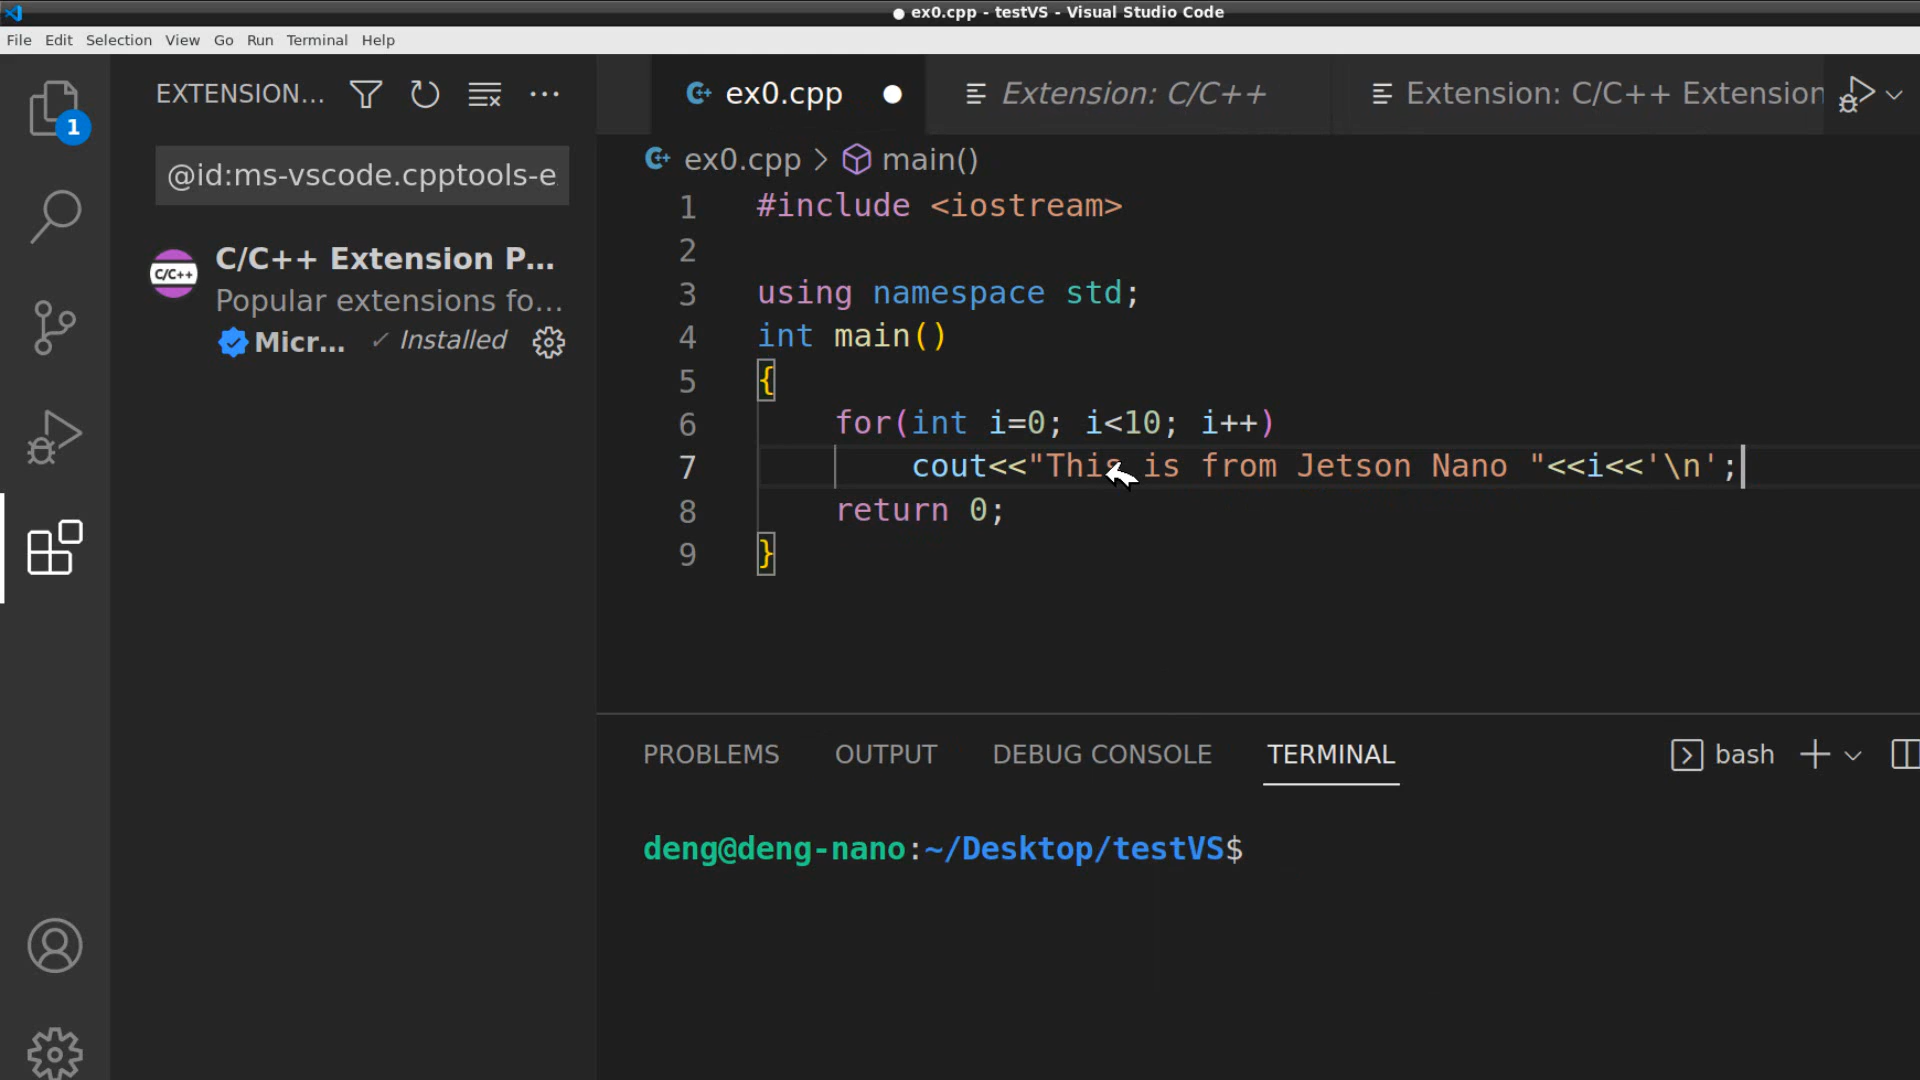 ● ex0.cpp - testVS - Visual Studio Code
File Edit Selection View Go Run Terminal Help
EXTENSION...
1
@id:ms-vscode.cpptools-e
C/C++
C/C++ Extension P...
Popular extensions fo...
Micr... ✓ Installed
ex0.cpp ● Extension: C/C++ Extension: C/C++ Extension
ex0.cpp > main()
1 #include <iostream>
2
3 using namespace std;
4 int main()
5 {
6 for(int i=0; i<10; i++)
7 cout<<"This is from Jetson Nano "<<i<<'\n';
8 return 0;
9 }
PROBLEMS OUTPUT DEBUG CONSOLE TERMINAL bash
deng@deng-nano:~/Desktop/testVS$